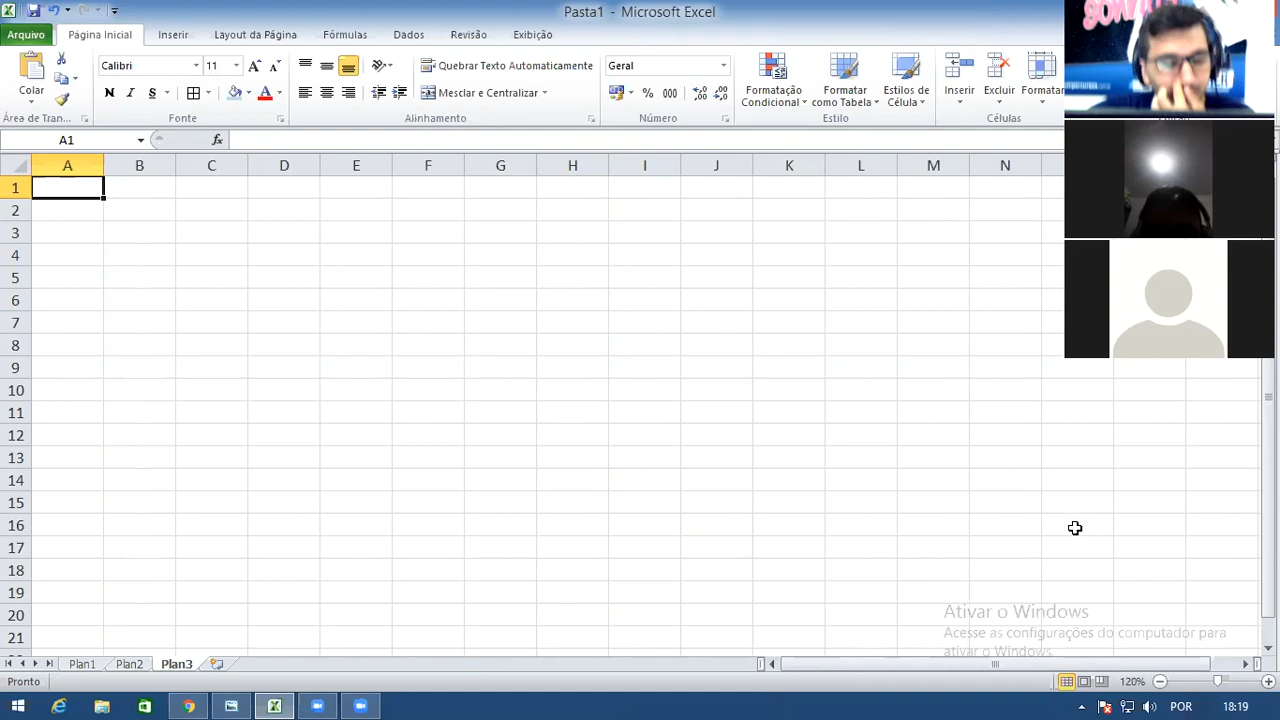 Pasta1 - Microsoft Excel
Arquivo Página Inicial Inserir Layout da Página Fórmulas Dados Revisão Exibição
Colar
Área de Tran...
Calibri 11
N I S
Fonte
Quebrar Texto Automaticamente
Mesclar e Centralizar
Alinhamento
Geral
% 000
Número
Formatação Condicional
Formatar como Tabela
Estilos de Célula
Estilo
Inserir Excluir Formatar
Células
A1 fx
A B C D E F G H I J K L M N
1
2
3
4
5
6
7
8
9
10
11
12
13
14
15
16
17
18
19
20
21
Ativar o Windows
Acesse as configurações do computador para
ativar o Windows.
Plan1 Plan2 Plan3
Pronto 120%
POR 18:19